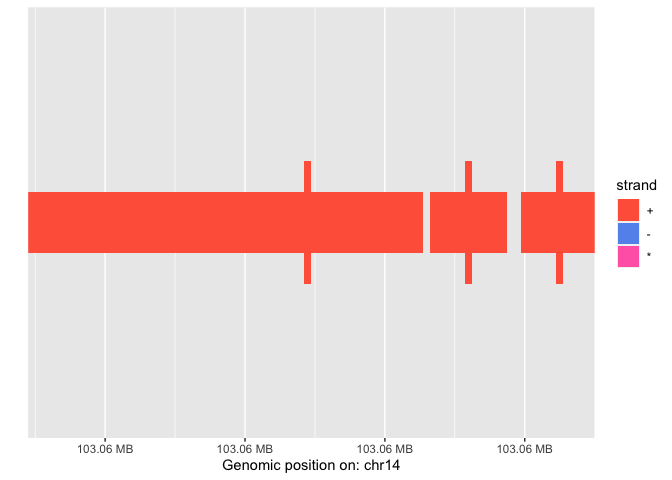 strand
+
-
*
103.06 MB 103.06 MB 103.06 MB 103.06 MB
Genomic position on: chr14